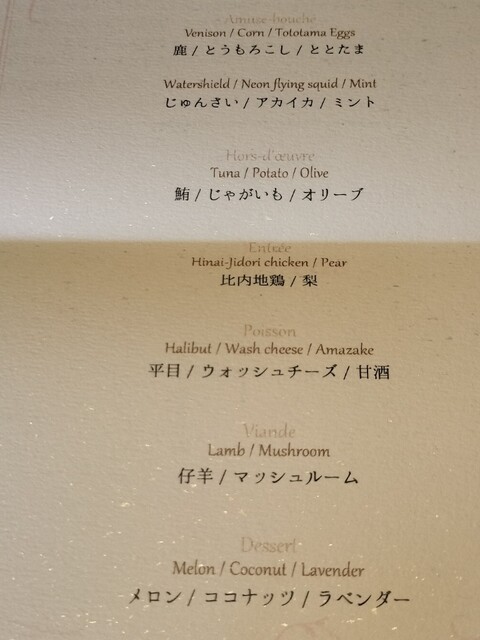 Amuse-bouche
Venison / Corn / Tototama Eggs
鹿 / とうもろこし / ととたま
Watershield / Neon flying squid / Mint
じゅんさい / アカイカ / ミント
Hors-d'œuvre
Tuna / Potato / Olive
鮪 / じゃがいも / オリーブ
Entrée
Hinai-Jidori chicken / Pear
比内地鶏 / 梨
Poisson
Halibut / Wash cheese / Amazake
平目 / ウォッシュチーズ / 甘酒
Viande
Lamb / Mushroom
仔羊 / マッシュルーム
Dessert
Melon / Coconut / Lavender
メロン / ココナッツ / ラベンダー